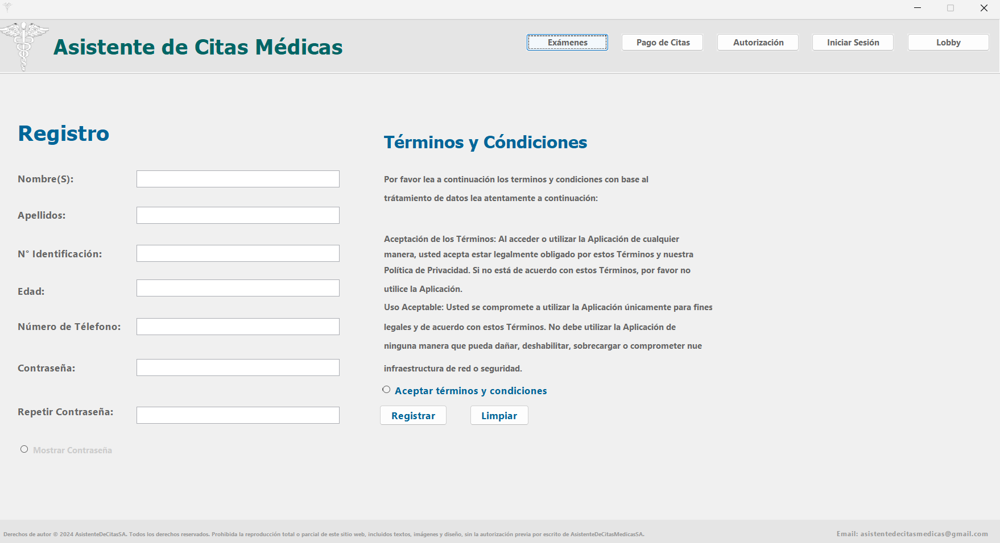 Asistente de Citas Médicas
Exámenes
Pago de Citas
Autorización
Iniciar Sesión
Lobby
Registro
Nombre(S):
Apellidos:
N° Identificación:
Edad:
Número de Télefono:
Contraseña:
Repetir Contraseña:
Mostrar Contraseña
Términos y Cóndiciones
Por favor lea a continuación los terminos y condiciones con base al
trátamiento de datos lea atentamente a continuación:
Aceptación de los Términos: Al acceder o utilizar la Aplicación de cualquier
manera, usted acepta estar legalmente obligado por estos Términos y nuestra
Política de Privacidad. Si no está de acuerdo con estos Términos, por favor no
utilice la Aplicación.
Uso Aceptable: Usted se compromete a utilizar la Aplicación únicamente para fines
legales y de acuerdo con estos Términos. No debe utilizar la Aplicación de
ninguna manera que pueda dañar, deshabilitar, sobrecargar o comprometer nue
infraestructura de red o seguridad.
Aceptar términos y condiciones
Registrar
Limpiar
Derechos de autor © 2024 AsistenteDeCitasSA. Todos los derechos reservados. Prohibida la reproducción total o parcial de este sitio web, incluidos textos, imágenes y diseño, sin la autorización previa por escrito de AsistenteDeCitasMedicasSA.
Email: asistentedecitasmedicas@gmail.com